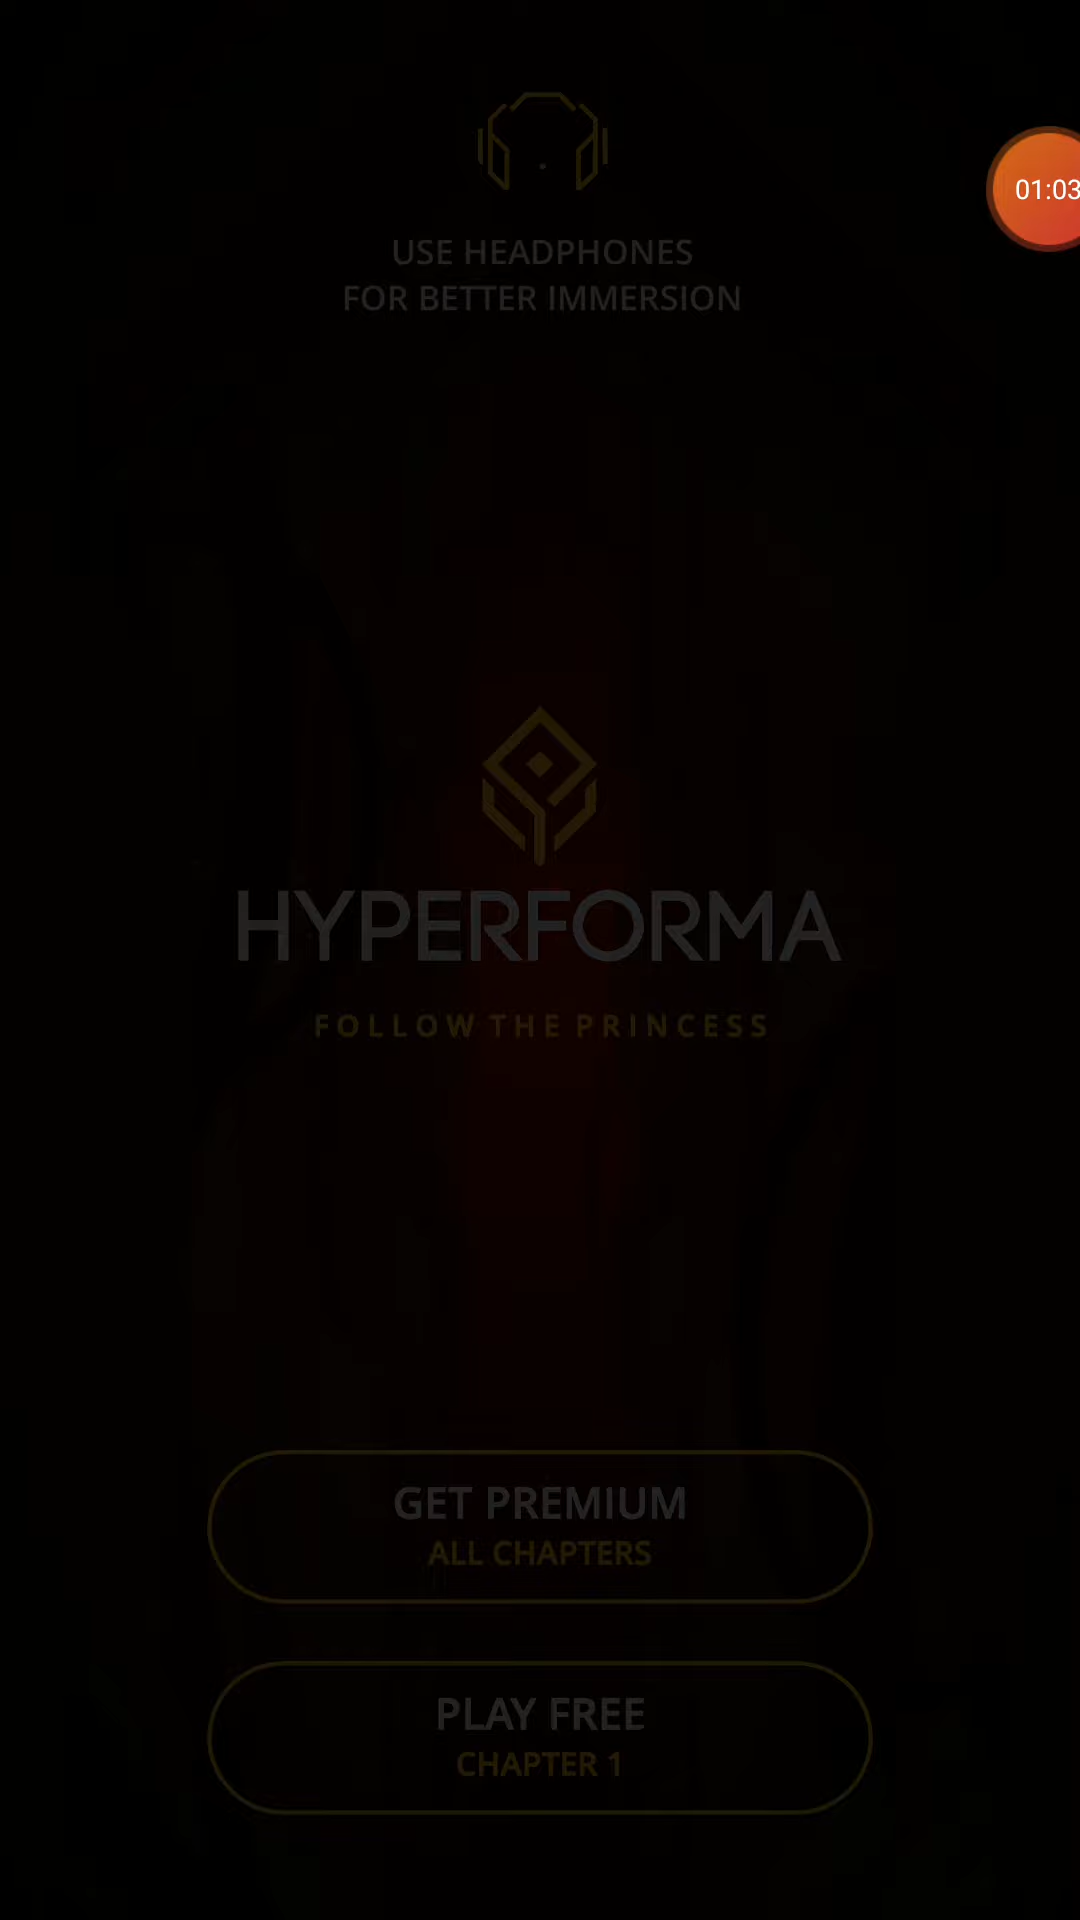 01:03
USE HEADPHONES
FOR BETTER IMMERSION
HYPERFORMA
FOLLOW THE PRINCESS
GET PREMIUM
ALL CHAPTERS
PLAY FREE
CHAPTER 1